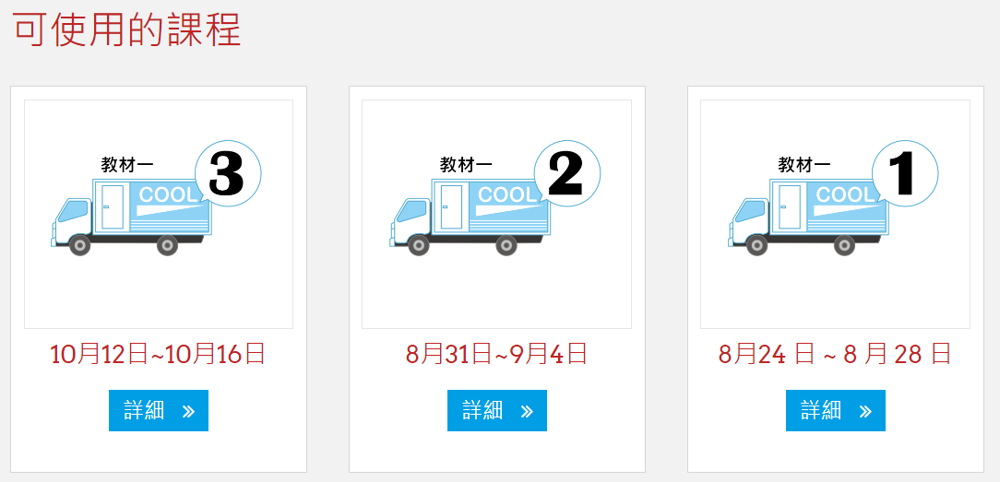 可使用的課程
教材一
3
COOL
10月12日~10月16日
詳細 »
教材一
2
COOL
8月31日~9月4日
詳細 »
教材一
1
COOL
8月24 日 ~ 8 月 28 日
詳細 »